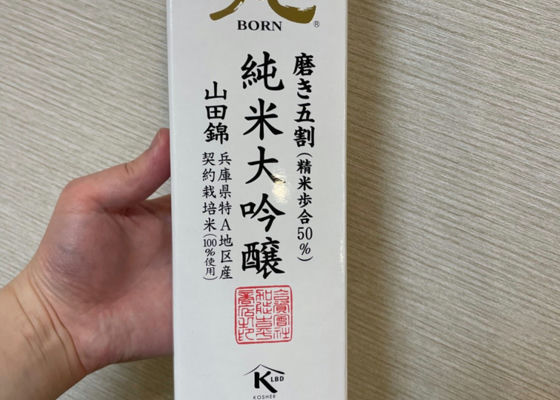 BORN
®
磨き五割(精米歩合50%)
純米大吟醸
山田錦
兵庫県特A地区産
契約栽培米(100%使用)
K LBD
KOSHER